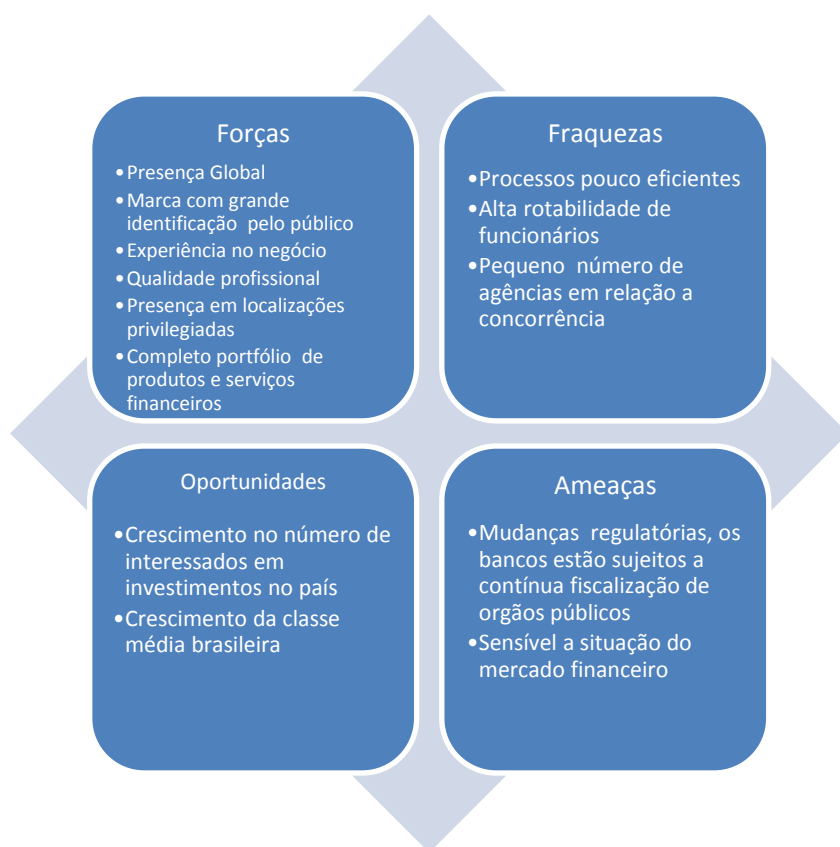 Forças
•Presença Global
•Marca com grande
identificação pelo público
•Experiência no negócio
•Qualidade profissional
•Presença em localizações
privilegiadas
•Completo portfólio de
produtos e serviços
financeiros
Fraquezas
•Processos pouco eficientes
•Alta rotabilidade de
funcionários
•Pequeno número de
agências em relação a
concorrência
Oportunidades
•Crescimento no número de
interessados em
investimentos no país
•Crescimento da classe
média brasileira
Ameaças
•Mudanças regulatórias, os
bancos estão sujeitos a
contínua fiscalização de
orgãos públicos
•Sensível a situação do
mercado financeiro